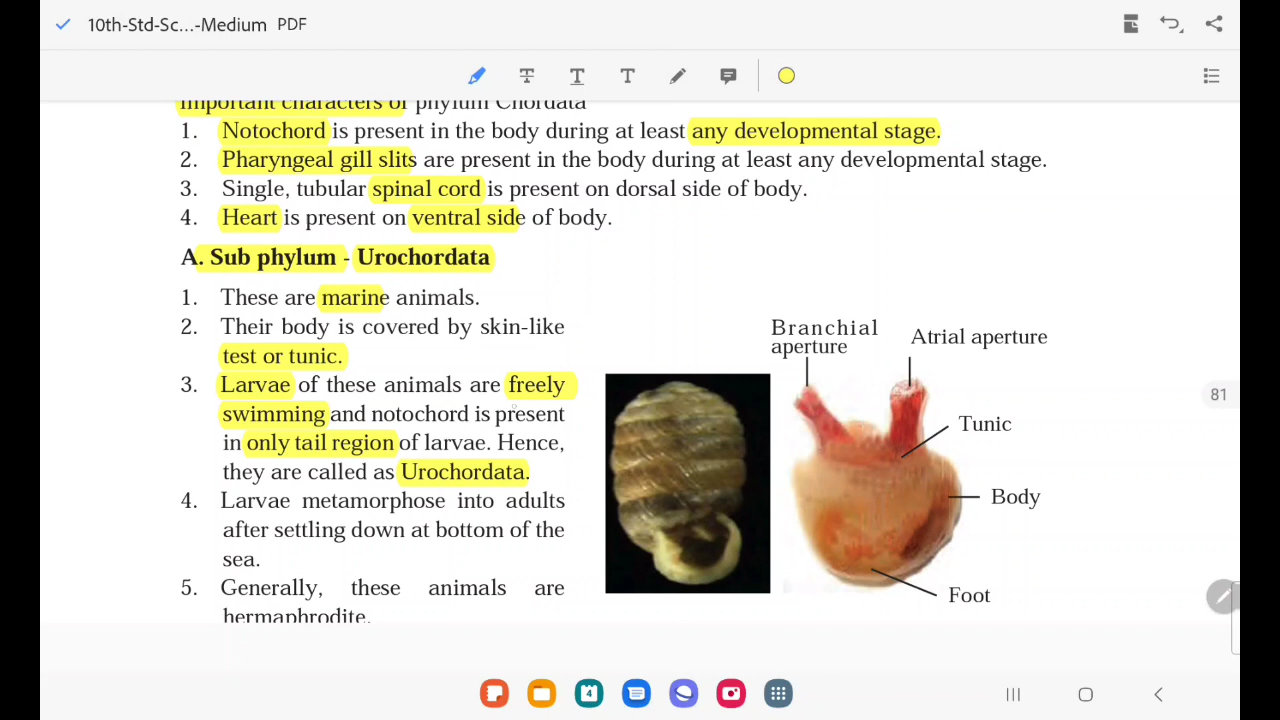 10th-Std-Sc...-Medium PDF
important characters of phylum Chordata
1. Notochord is present in the body during at least any developmental stage.
2. Pharyngeal gill slits are present in the body during at least any developmental stage.
3. Single, tubular spinal cord is present on dorsal side of body.
4. Heart is present on ventral side of body.
A. Sub phylum - Urochordata
1. These are marine animals.
2. Their body is covered by skin-like
test or tunic.
3. Larvae of these animals are freely
swimming and notochord is present
in only tail region of larvae. Hence,
they are called as Urochordata.
4. Larvae metamorphose into adults
after settling down at bottom of the
sea.
5. Generally, these animals are
hermaphrodite.
Branchial
aperture
Atrial aperture
Tunic
Body
Foot
81
4